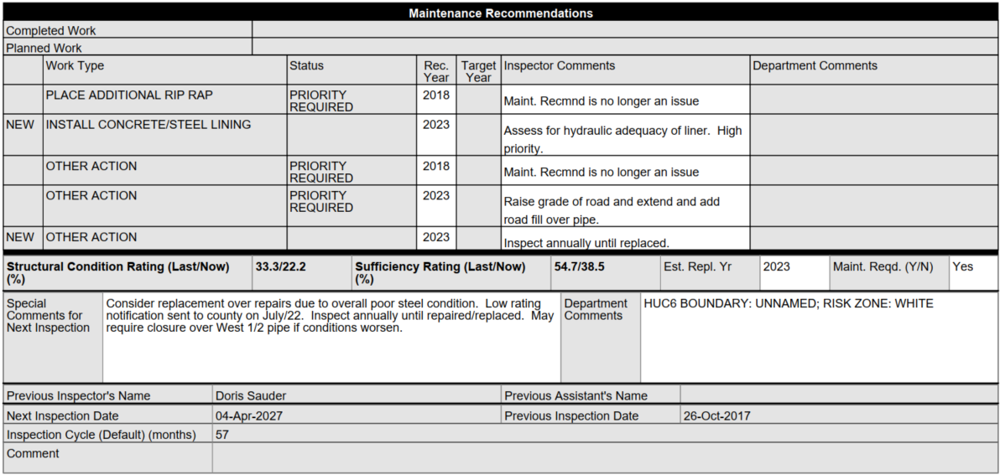 Maintenance Recommendations
Completed Work
Planned Work
Work Type Status Rec. Year Target Year Inspector Comments Department Comments
PLACE ADDITIONAL RIP RAP PRIORITY REQUIRED 2018 Maint. Recmnd is no longer an issue
NEW INSTALL CONCRETE/STEEL LINING 2023 Assess for hydraulic adequacy of liner. High
priority.
OTHER ACTION PRIORITY REQUIRED 2018 Maint. Recmnd is no longer an issue
OTHER ACTION PRIORITY REQUIRED 2023 Raise grade of road and extend and add
road fill over pipe.
NEW OTHER ACTION 2023 Inspect annually until replaced.
Structural Condition Rating (Last/Now) (%) 33.3/22.2 Sufficiency Rating (Last/Now) (%) 54.7/38.5 Est. Repl. Yr 2023 Maint. Reqd. (Y/N) Yes
Special
Comments for
Next Inspection
Consider replacement over repairs due to overall poor steel condition. Low rating
notification sent to county on July/22. Inspect annually until repaired/replaced. May
require closure over West 1/2 pipe if conditions worsen.
Department
Comments
HUC6 BOUNDARY: UNNAMED; RISK ZONE: WHITE
Previous Inspector's Name Doris Sauder Previous Assistant's Name
Next Inspection Date 04-Apr-2027 Previous Inspection Date 26-Oct-2017
Inspection Cycle (Default) (months) 57
Comment